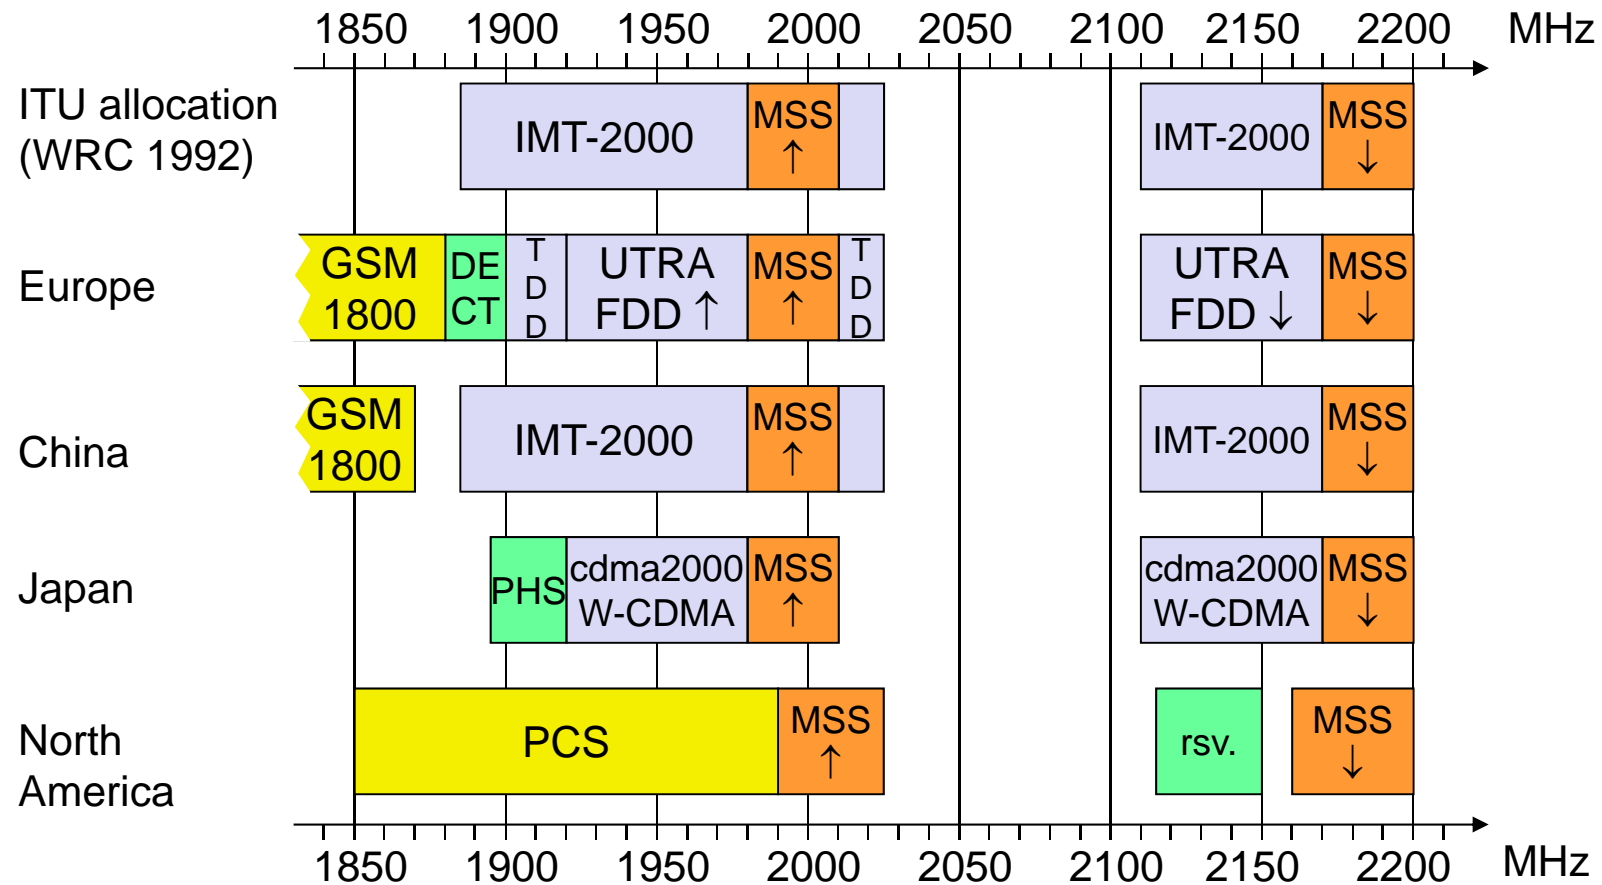 1850 1900 1950 2000 2050 2100 2150 2200 MHz
ITU allocation
(WRC 1992)
IMT-2000
MSS
↑
IMT-2000
MSS
↓
Europe
GSM
1800
DE
CT
T
D
D
UTRA
FDD ↑
MSS
↑
T
D
D
UTRA
FDD ↓
MSS
↓
China
GSM
1800
IMT-2000
MSS
↑
IMT-2000
MSS
↓
Japan
PHS
cdma2000
W-CDMA
MSS
↑
cdma2000
W-CDMA
MSS
↓
North
America
PCS
MSS
↑
rsv.
MSS
↓
1850 1900 1950 2000 2050 2100 2150 2200 MHz